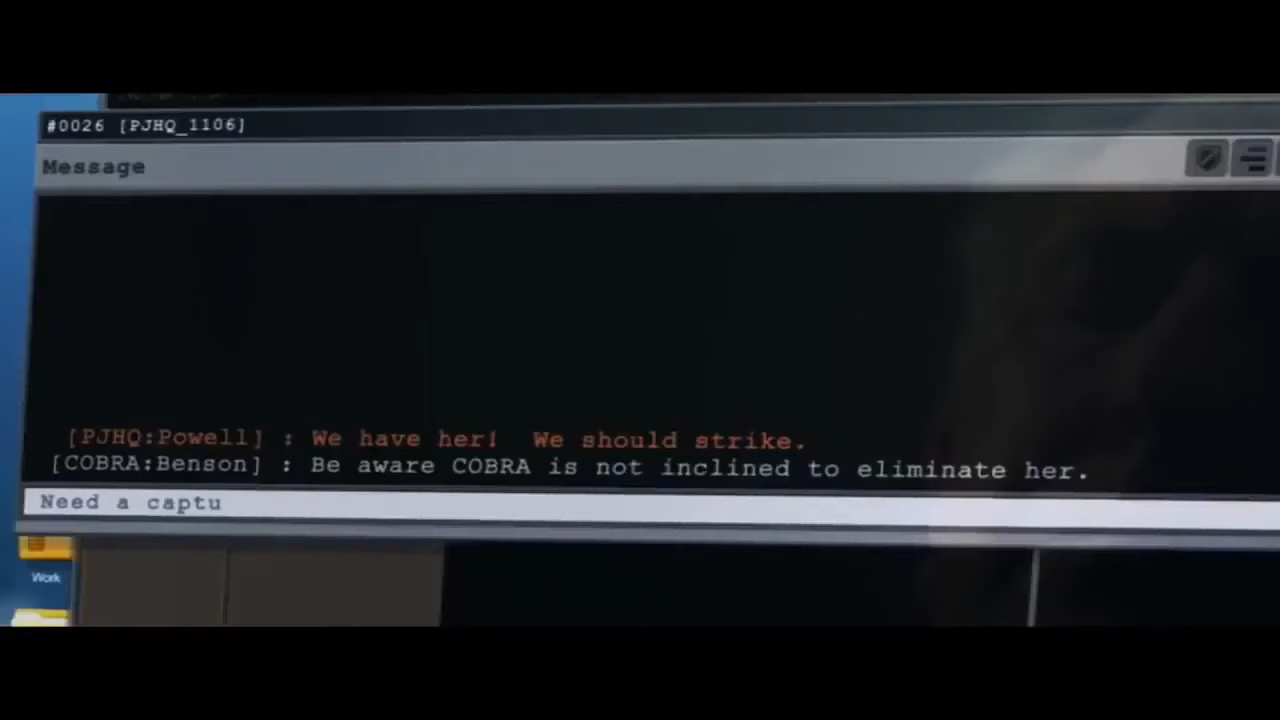 #0026 [PJHQ_1106]
Message
[PJHQ:Powell] : We have her! We should strike.
[COBRA:Benson] : Be aware COBRA is not inclined to eliminate her.
Need a captu
Work